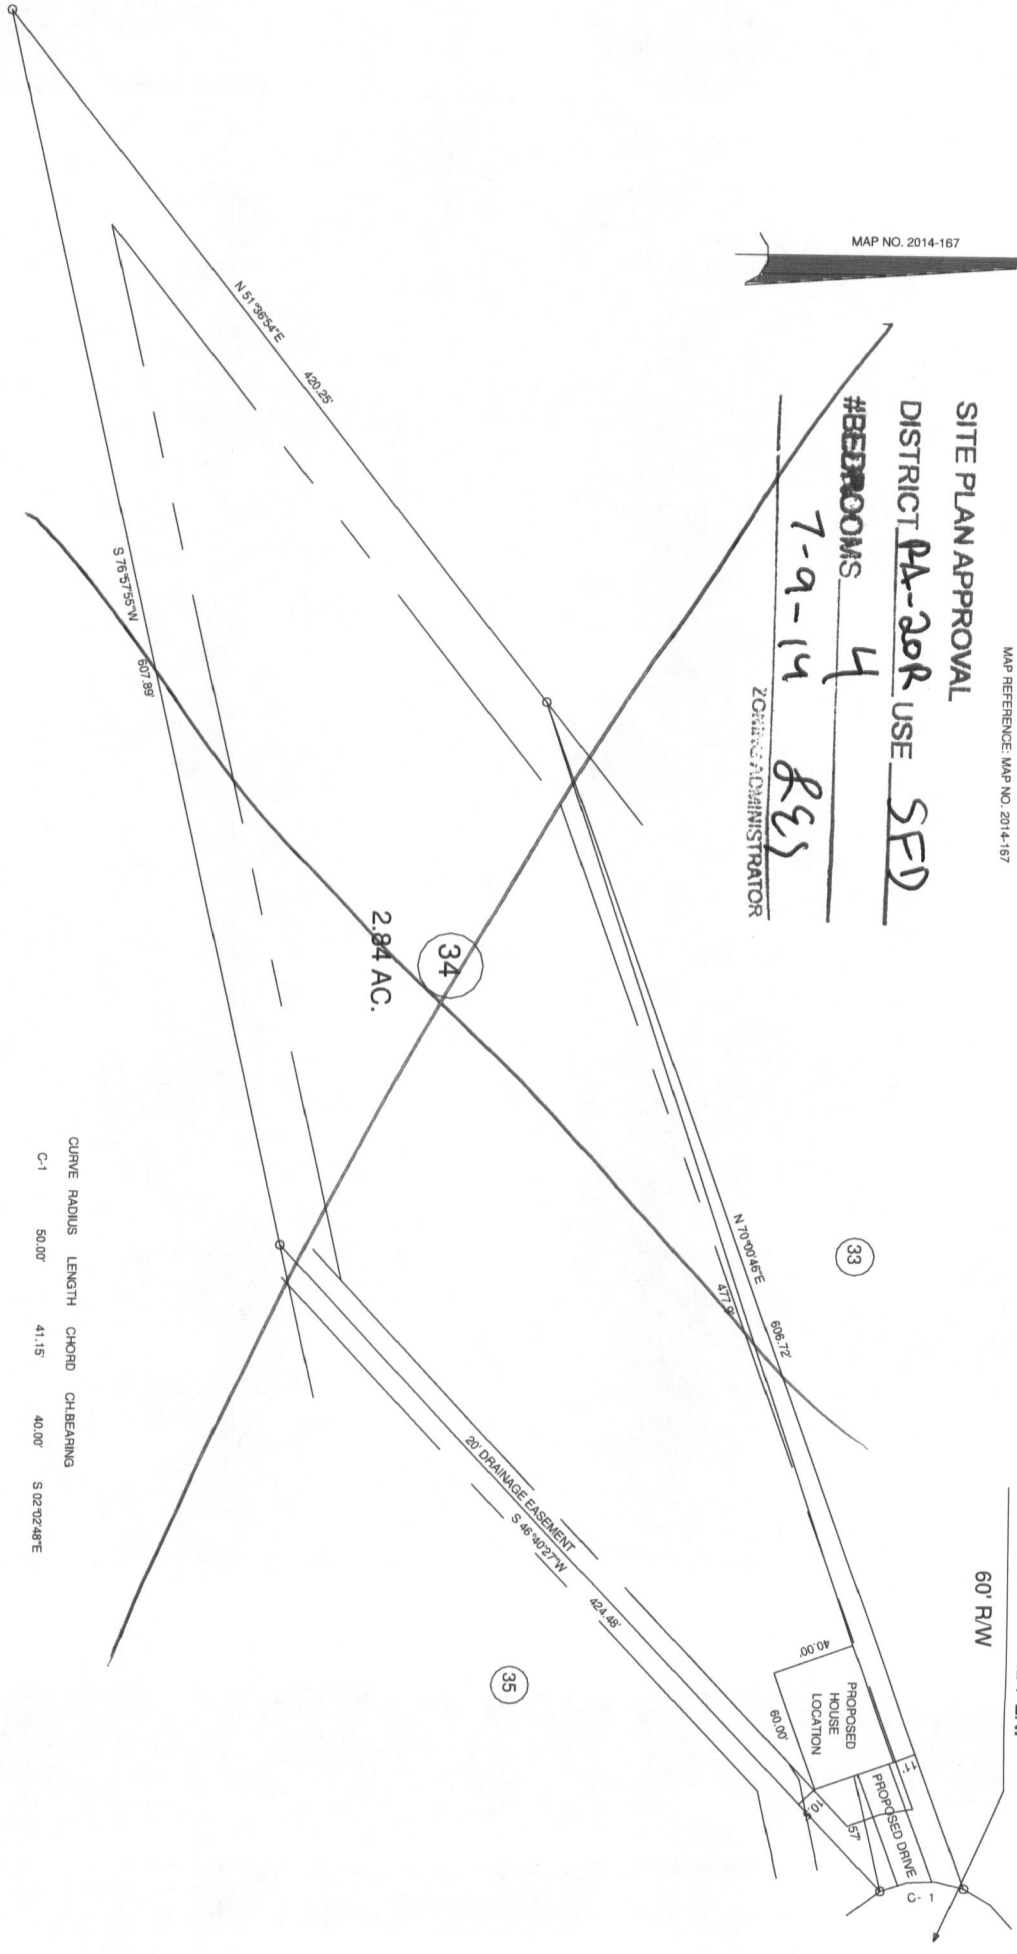 MAP NO. 2014-167
MAP REFERENCE: MAP NO. 2014-167
SITE PLAN APPROVAL
DISTRICT RA-20R USE SFD
#BEDROOMS 4
7-9-14
ZONING ADMINISTRATOR
60' R/W
N 51°36'54"E 420.25'
S 76°57'55"W 607.89'
34
2.84 AC.
33
N 70°00'46"E 606.72'
477.9'
20' DRAINAGE EASEMENT
S 46°40'27"W 424.48'
35
40.00'
PROPOSED
HOUSE
LOCATION
60.00'
11'
10'
57'
PROPOSED DRIVE
C- 1
CURVE RADIUS LENGTH CHORD CH.BEARING
C-1 50.00' 41.15' 40.00' S 02°02'48"E